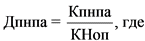 Дпнпа = Кпнпа / КНоп, где